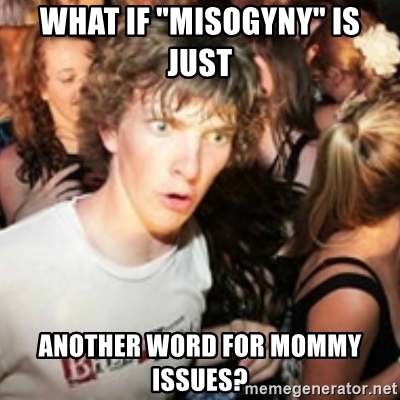 WHAT IF "MISOGYNY" IS
JUST
ANOTHER WORD FOR MOMMY
ISSUES?
memegenerator.net